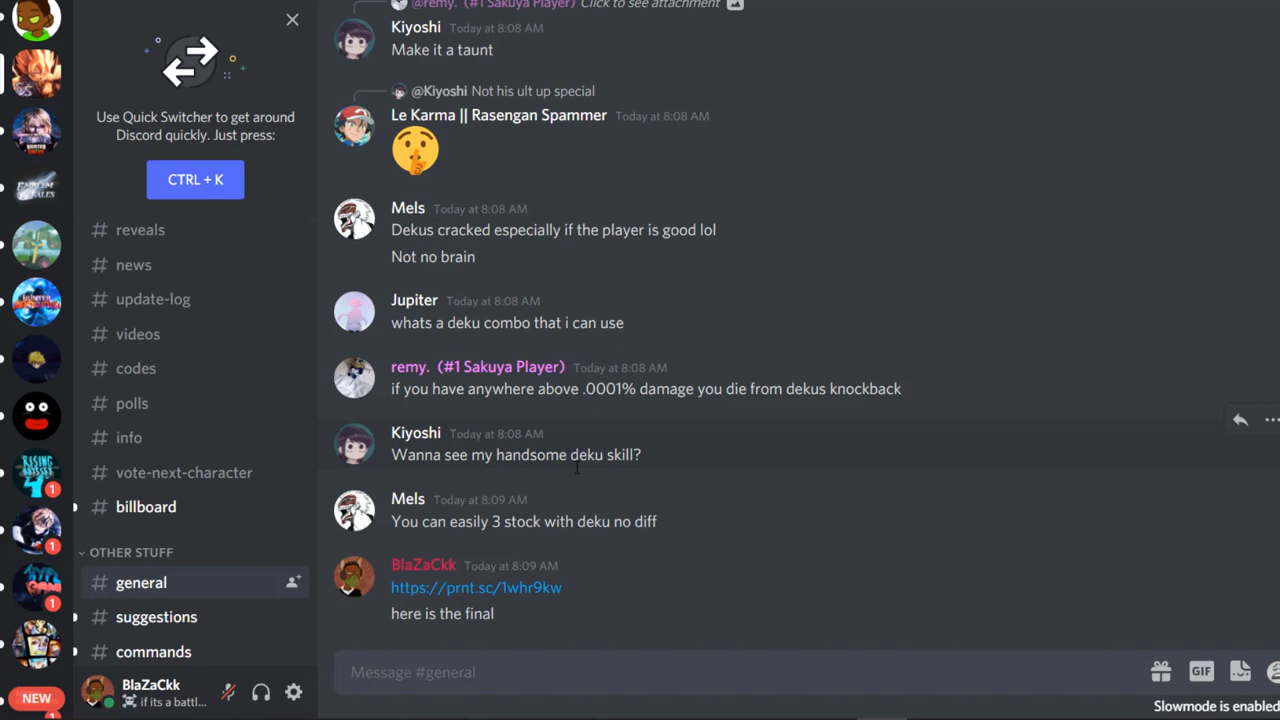 Use Quick Switcher to get around
Discord quickly. Just press:
CTRL + K
# reveals
# news
# update-log
# videos
# codes
# polls
# info
# vote-next-character
# billboard
OTHER STUFF
# general
# suggestions
# commands
BlaZaCkk
if its a battl...
EMBLEM
TALES
RISING
ODYSSEY
1
1
1
NEW
@remy. (#1 Sakuya Player) Click to see attachment
Kiyoshi Today at 8:08 AM
Make it a taunt
@Kiyoshi Not his ult up special
Le Karma || Rasengan Spammer Today at 8:08 AM
Mels Today at 8:08 AM
Dekus cracked especially if the player is good lol
Not no brain
Jupiter Today at 8:08 AM
whats a deku combo that i can use
remy. (#1 Sakuya Player) Today at 8:08 AM
if you have anywhere above .0001% damage you die from dekus knockback
Kiyoshi Today at 8:08 AM
Wanna see my handsome deku skill?
Mels Today at 8:09 AM
You can easily 3 stock with deku no diff
BlaZaCkk Today at 8:09 AM
https://prnt.sc/1whr9kw
here is the final
Message #general
GIF
Slowmode is enabled